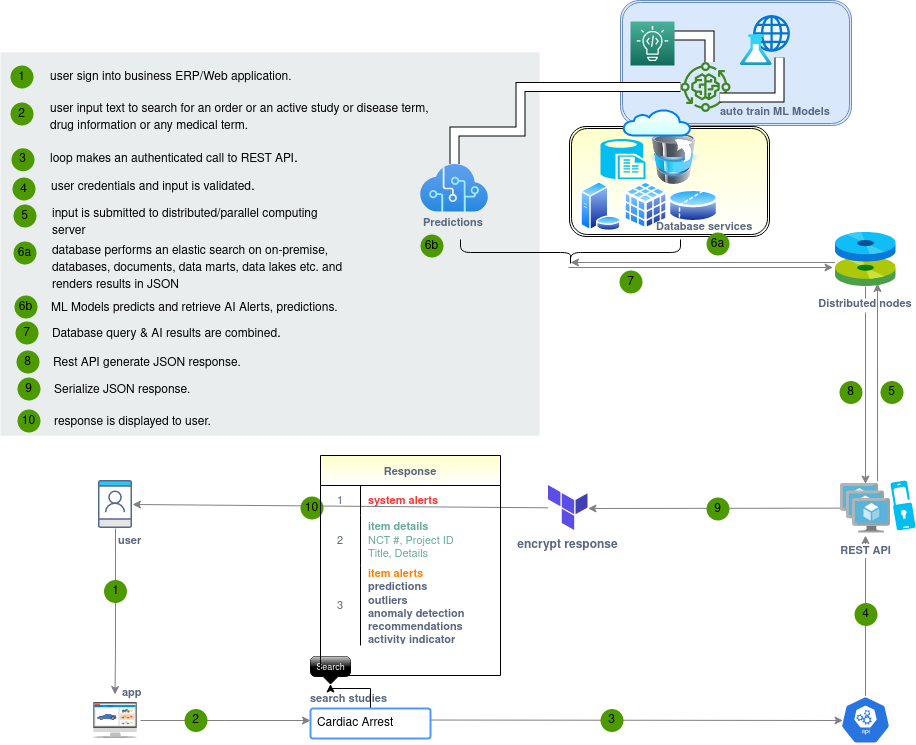 auto train ML Models
1 user sign into business ERP/Web application.
2 user input text to search for an order or an active study or disease term,
drug information or any medical term.
3 loop makes an authenticated call to REST API.
4 user credentials and input is validated.
5 input is submitted to distributed/parallel computing
server
6a database performs an elastic search on on-premise,
databases, documents, data marts, data lakes etc. and
renders results in JSON
6b ML Models predicts and retrieve AI Alerts, predictions.
7 Database query & AI results are combined.
8 Rest API generate JSON response.
9 Serialize JSON response.
10 response is displayed to user.
Predictions
6b
Database services
6a
7
Distributed nodes
8
5
Response
1 system alerts
2 item details
NCT #, Project ID
Title, Details
3 item alerts
predictions
outliers
anomaly detection
recommendations
activity indicator
10
9
encrypt response
user
REST API
1
4
Search
app
search studies
2
Cardiac Arrest
3
api